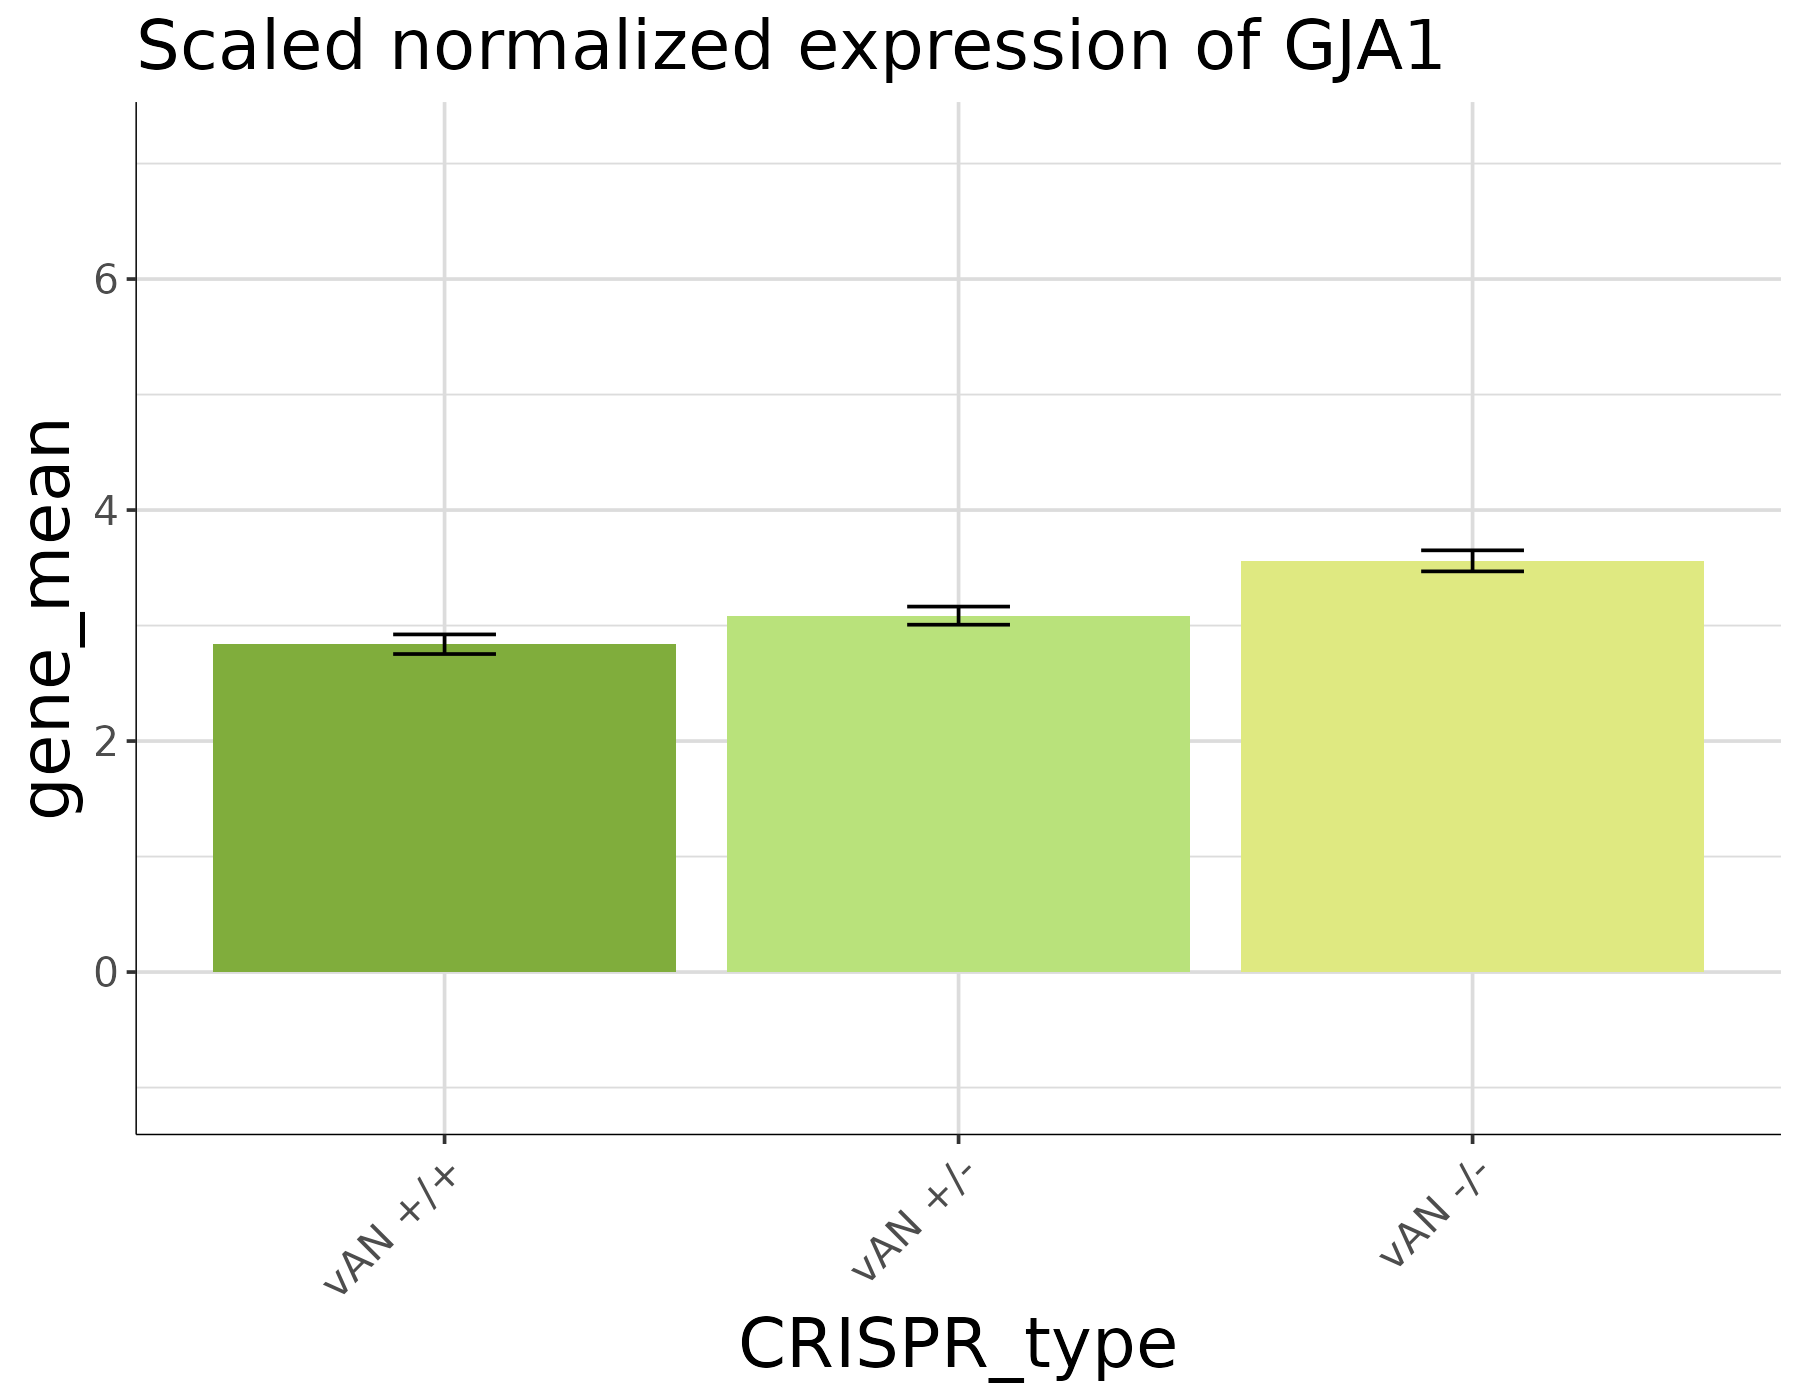 Scaled normalized expression of GJA1
gene_mean
6
4
2
0
vAN +/+
vAN +/-
vAN -/-
CRISPR_type